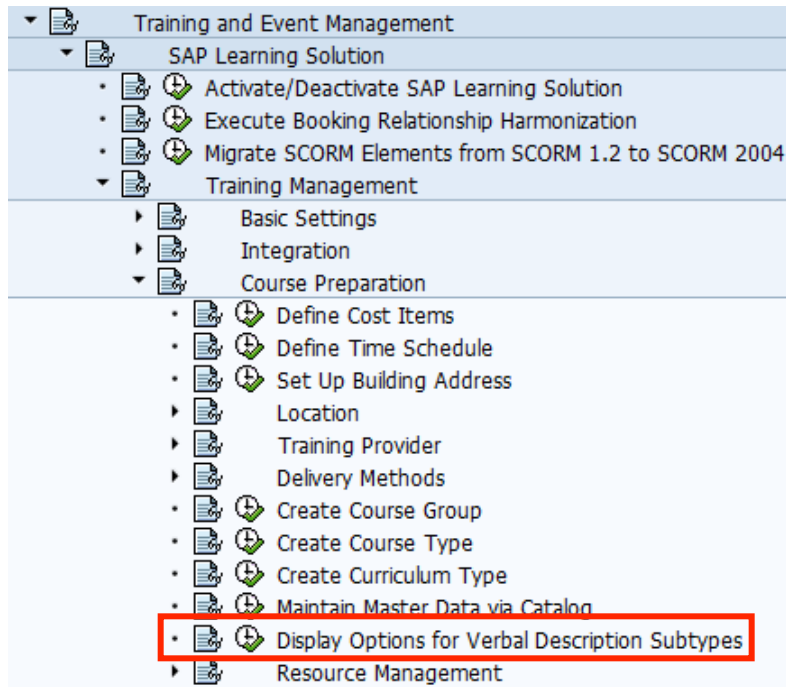 Training and Event Management
SAP Learning Solution
Activate/Deactivate SAP Learning Solution
Execute Booking Relationship Harmonization
Migrate SCORM Elements from SCORM 1.2 to SCORM 2004
Training Management
Basic Settings
Integration
Course Preparation
Define Cost Items
Define Time Schedule
Set Up Building Address
Location
Training Provider
Delivery Methods
Create Course Group
Create Course Type
Create Curriculum Type
Maintain Master Data via Catalog
Display Options for Verbal Description Subtypes
Resource Management